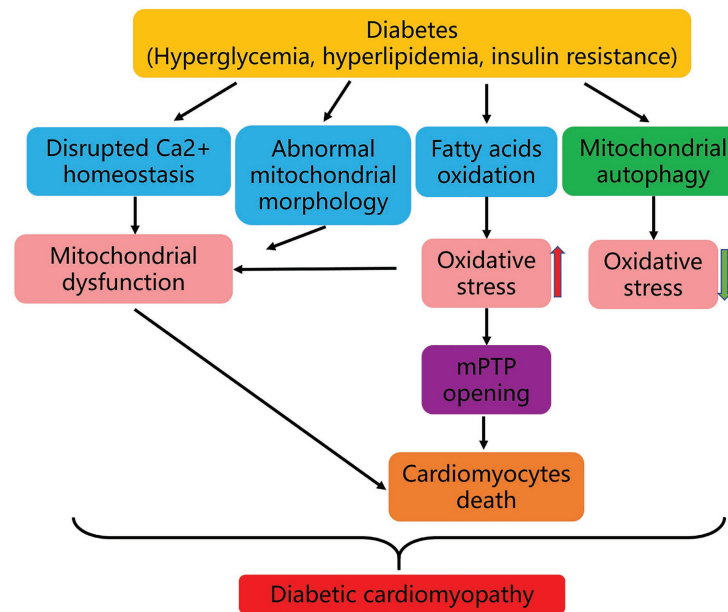 Diabetes
(Hyperglycemia, hyperlipidemia, insulin resistance)
Disrupted Ca2+
homeostasis
Abnormal
mitochondrial
morphology
Fatty acids
oxidation
Mitochondrial
autophagy
Mitochondrial
dysfunction
Oxidative
stress
Oxidative
stress
mPTP
opening
Cardiomyocytes
death
Diabetic cardiomyopathy